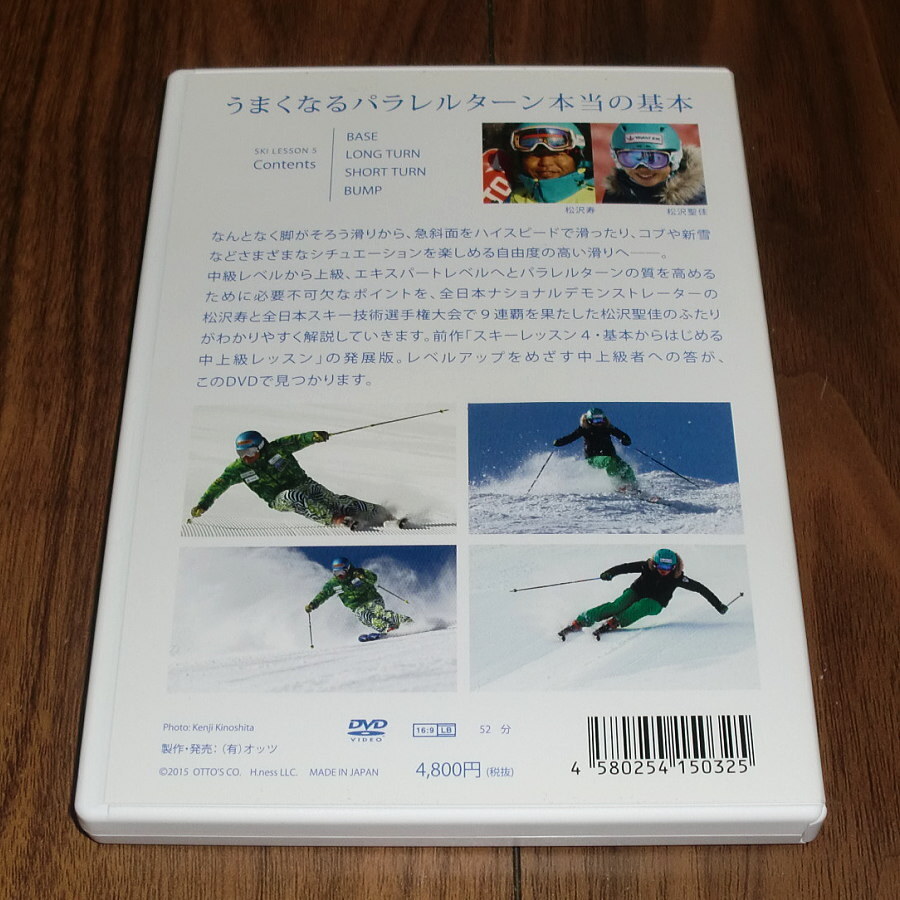 うまくなるパラレルターン本当の基本
SKI LESSON 5
Contents
BASE
LONG TURN
SHORT TURN
BUMP
松沢寿
松沢聖佳
なんとなく脚がそろう滑りから、急斜面をハイスピードで滑ったり、コブや新雪
などさまざまなシチュエーションを楽しめる自由度の高い滑りへ――。
中級レベルから上級、エキスパートレベルへとパラレルターンの質を高める
ために必要不可欠なポイントを、全日本ナショナルデモンストレーターの
松沢寿と全日本スキー技術選手権大会で9連覇を果たした松沢聖佳のふたり
がわかりやすく解説していきます。前作「スキーレッスン4・基本からはじめる
中上級レッスン」の発展版。レベルアップをめざす中上級者への答が、
このDVDで見つかります。
Photo: Kenji Kinoshita
製作・発売：(有)オッツ
©2015 OTTO'S CO. H.ness LLC. MADE IN JAPAN
DVD VIDEO
16:9 LB
52 分
4,800円(税抜)
4 580254 150325